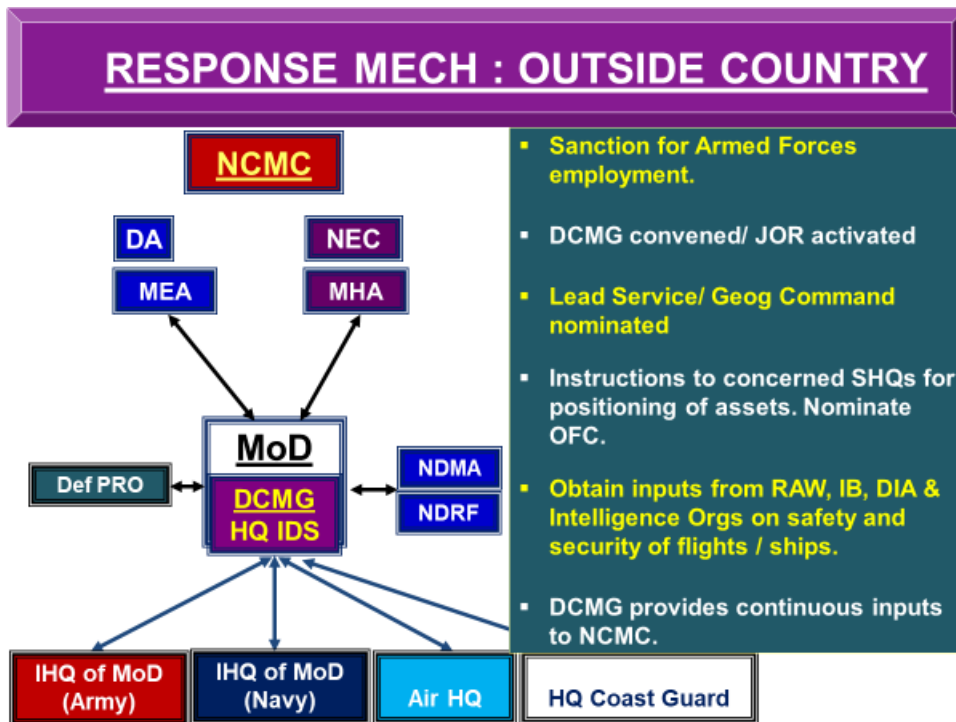 RESPONSE MECH : OUTSIDE COUNTRY
NCMC
DA
NEC
MEA
MHA
MoD
DCMG
HQ IDS
Def PRO
NDMA
NDRF
IHQ of MoD
(Army)
IHQ of MoD
(Navy)
Air HQ
HQ Coast Guard
▪ Sanction for Armed Forces
employment.
▪ DCMG convened/ JOR activated
▪ Lead Service/ Geog Command
nominated
▪ Instructions to concerned SHQs for
positioning of assets. Nominate
OFC.
▪ Obtain inputs from RAW, IB, DIA &
Intelligence Orgs on safety and
security of flights / ships.
▪ DCMG provides continuous inputs
to NCMC.